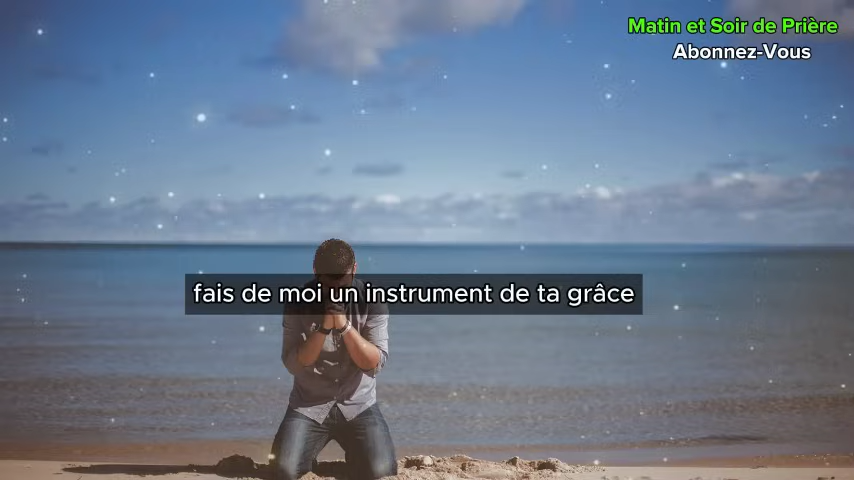 Matin et Soir de Prière
Abonnez-Vous
fais de moi un instrument de ta grâce